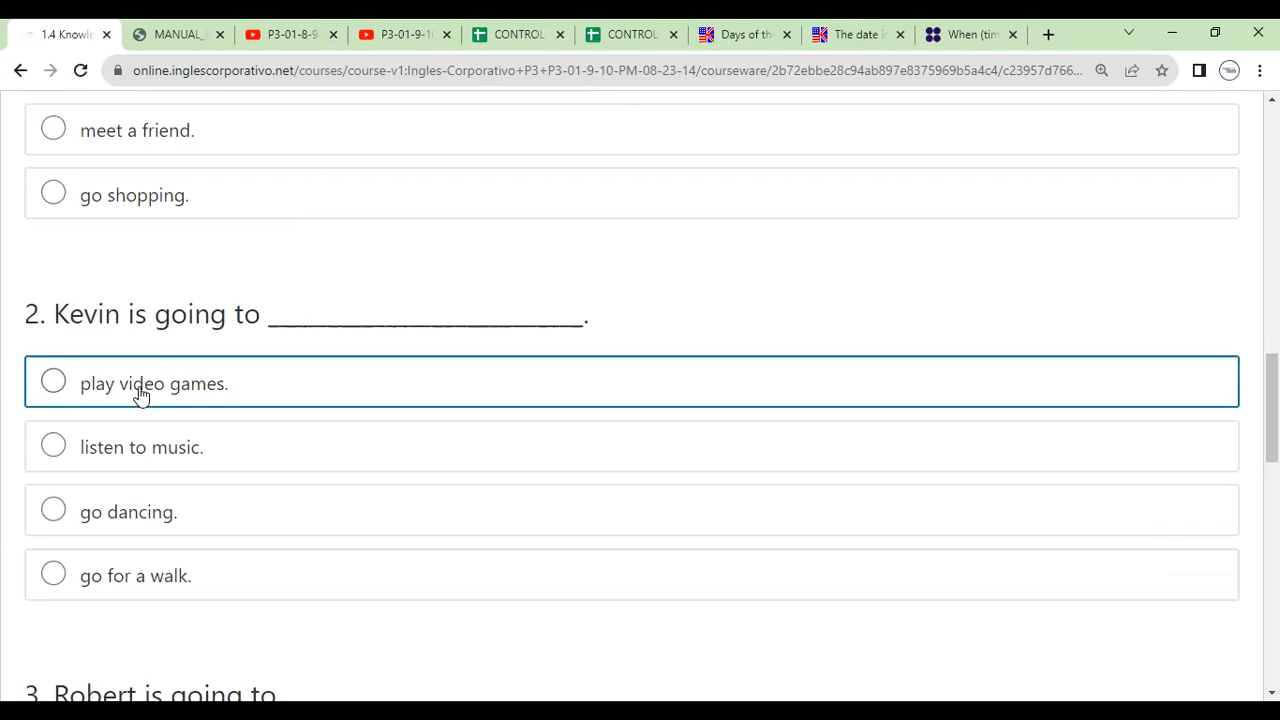 1.4 Knowle
MANUAL_
P3-01-8-9
P3-01-9-1
CONTROL
CONTROL
Days of the
The date in
When (tim
online.inglescorporativo.net/courses/course-v1:Ingles-Corporativo+P3+P3-01-9-10-PM-08-23-14/courseware/2b72ebbe28c94ab897e8375969b5a4c4/c23957d766...
meet a friend.
go shopping.
2. Kevin is going to ________________________.
play video games.
listen to music.
go dancing.
go for a walk.
3. Robert is going to